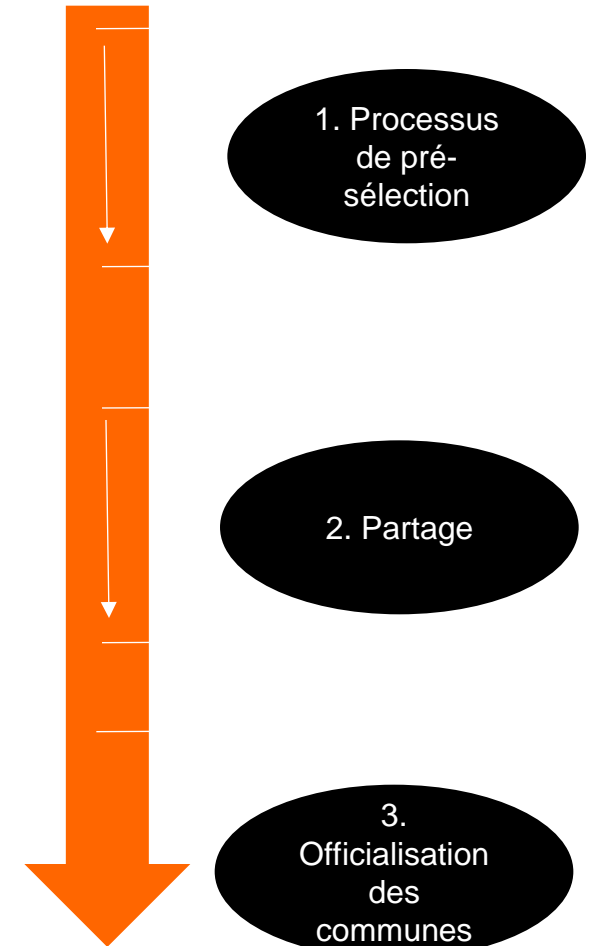 1. Processus
de pré-
sélection
2. Partage
3.
Officialisation
des
communes